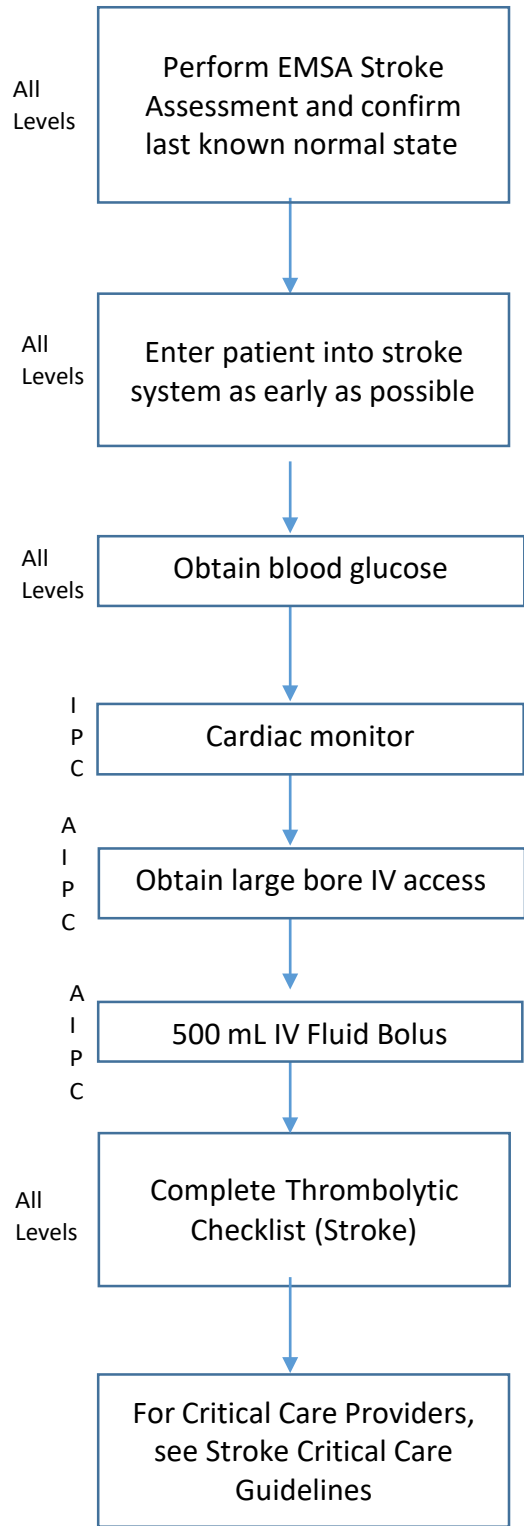 All
Levels
Perform EMSA Stroke
Assessment and confirm
last known normal state
All
Levels
Enter patient into stroke
system as early as possible
All
Levels
Obtain blood glucose
I
P
C
Cardiac monitor
A
I
P
C
Obtain large bore IV access
A
I
P
C
500 mL IV Fluid Bolus
All
Levels
Complete Thrombolytic
Checklist (Stroke)
For Critical Care Providers,
see Stroke Critical Care
Guidelines